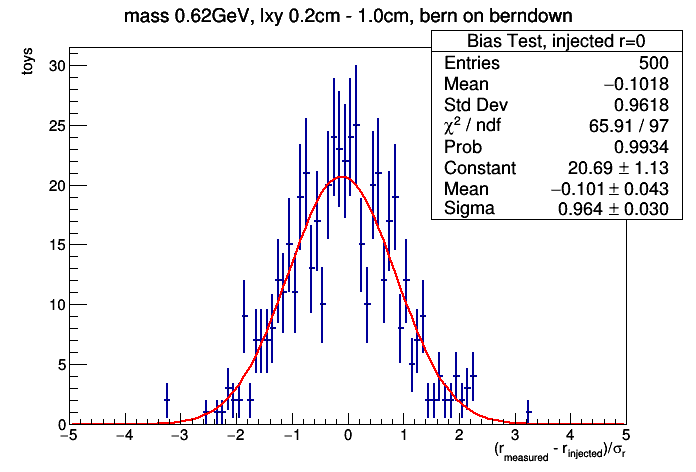 mass 0.62GeV, lxy 0.2cm - 1.0cm, bern on berndown
Bias Test, injected r=0
Entries 500
Mean −0.1018
Std Dev 0.9618
χ² / ndf 65.91 / 97
Prob 0.9934
Constant 20.69 ± 1.13
Mean −0.101 ± 0.043
Sigma 0.964 ± 0.030
toys
30
25
20
15
10
5
0
−5 −4 −3 −2 −1 0 1 2 3 4 5
(r_measured - r_injected)/σ_r